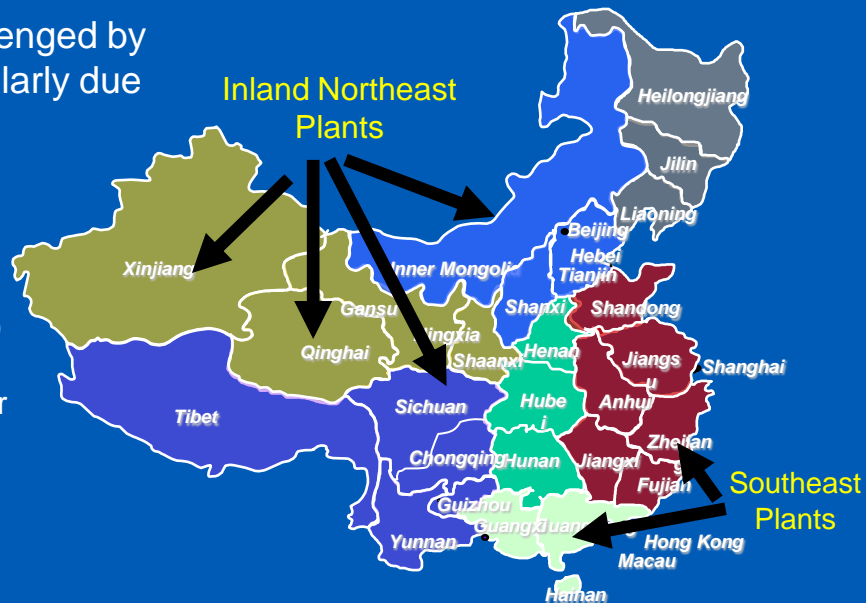 enged by
larly due
Inland Northeast
Plants
Heilongjiang
Jilin
Liaoning
Beijing
Hebei
Tianjin
Xinjiang
Inner Mongolia
Shanxi
Shandong
Gansu
Ningxia
Qinghai
Shaanxi
Henan
Jiangs
u
Shanghai
Sichuan
Hube
i
Anhui
Tibet
Zhejian
g
Chongqing
Hunan
Jiangxi
Fujian
Southeast
Plants
Guizhou
Guangxi
Yunnan
Hong Kong
Macau
Hainan
r